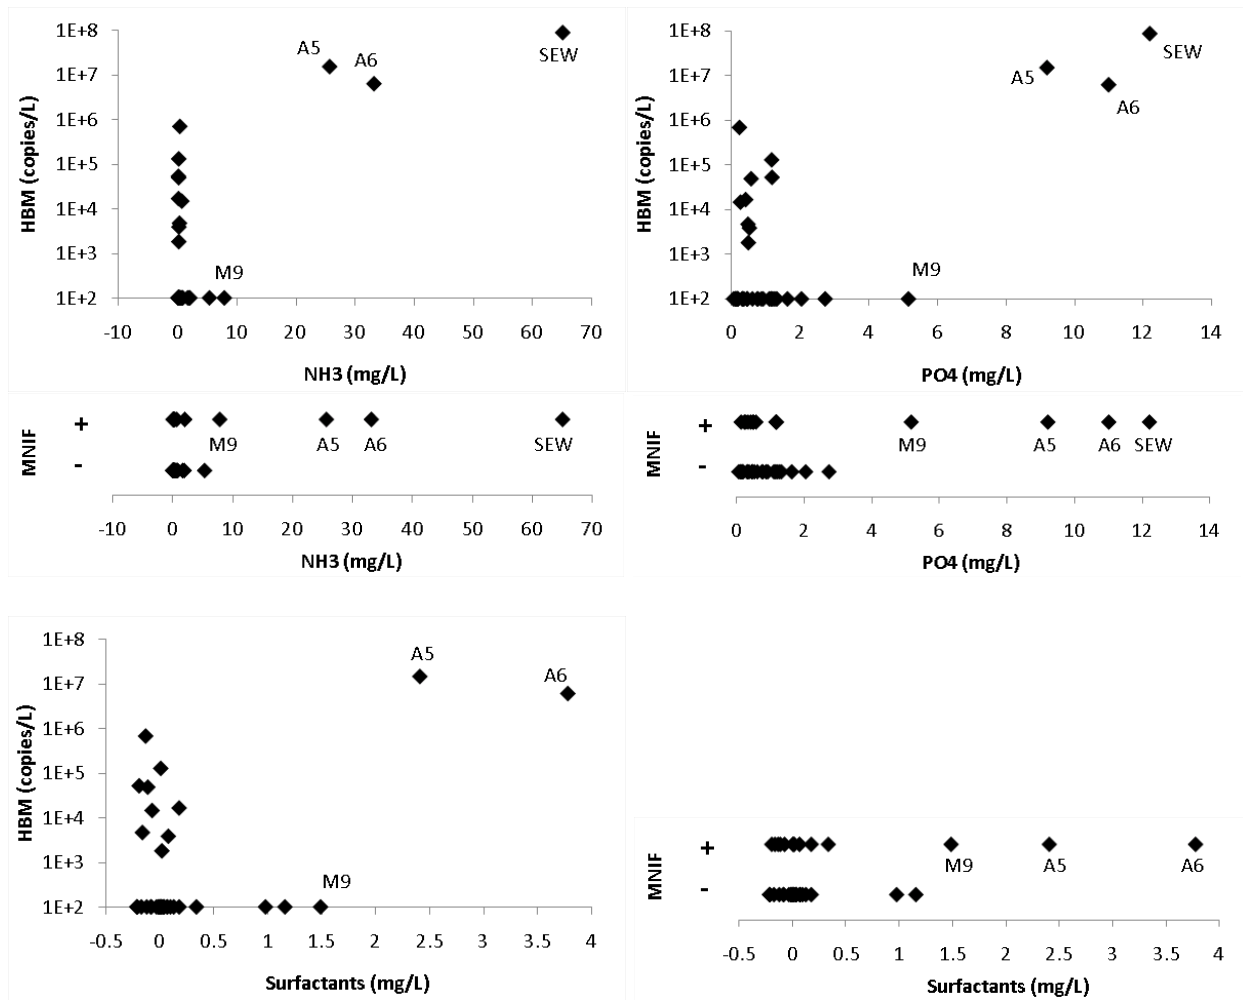 1E+8
1E+7
1E+6
1E+5
1E+4
1E+3
1E+2
HBM (copies/L)
A5
A6
SEW
M9
-10 0 10 20 30 40 50 60 70
NH3 (mg/L)
1E+8
1E+7
1E+6
1E+5
1E+4
1E+3
1E+2
HBM (copies/L)
SEW
A5
A6
M9
0 2 4 6 8 10 12 14
PO4 (mg/L)
MNIF
+
-
M9 A5 A6 SEW
-10 0 10 20 30 40 50 60 70
NH3 (mg/L)
MNIF
+
-
M9 A5 A6 SEW
0 2 4 6 8 10 12 14
PO4 (mg/L)
1E+8
1E+7
1E+6
1E+5
1E+4
1E+3
1E+2
HBM (copies/L)
A5
A6
M9
-0.5 0 0.5 1 1.5 2 2.5 3 3.5 4
Surfactants (mg/L)
MNIF
+
-
M9 A5 A6
-0.5 0 0.5 1 1.5 2 2.5 3 3.5 4
Surfactants (mg/L)